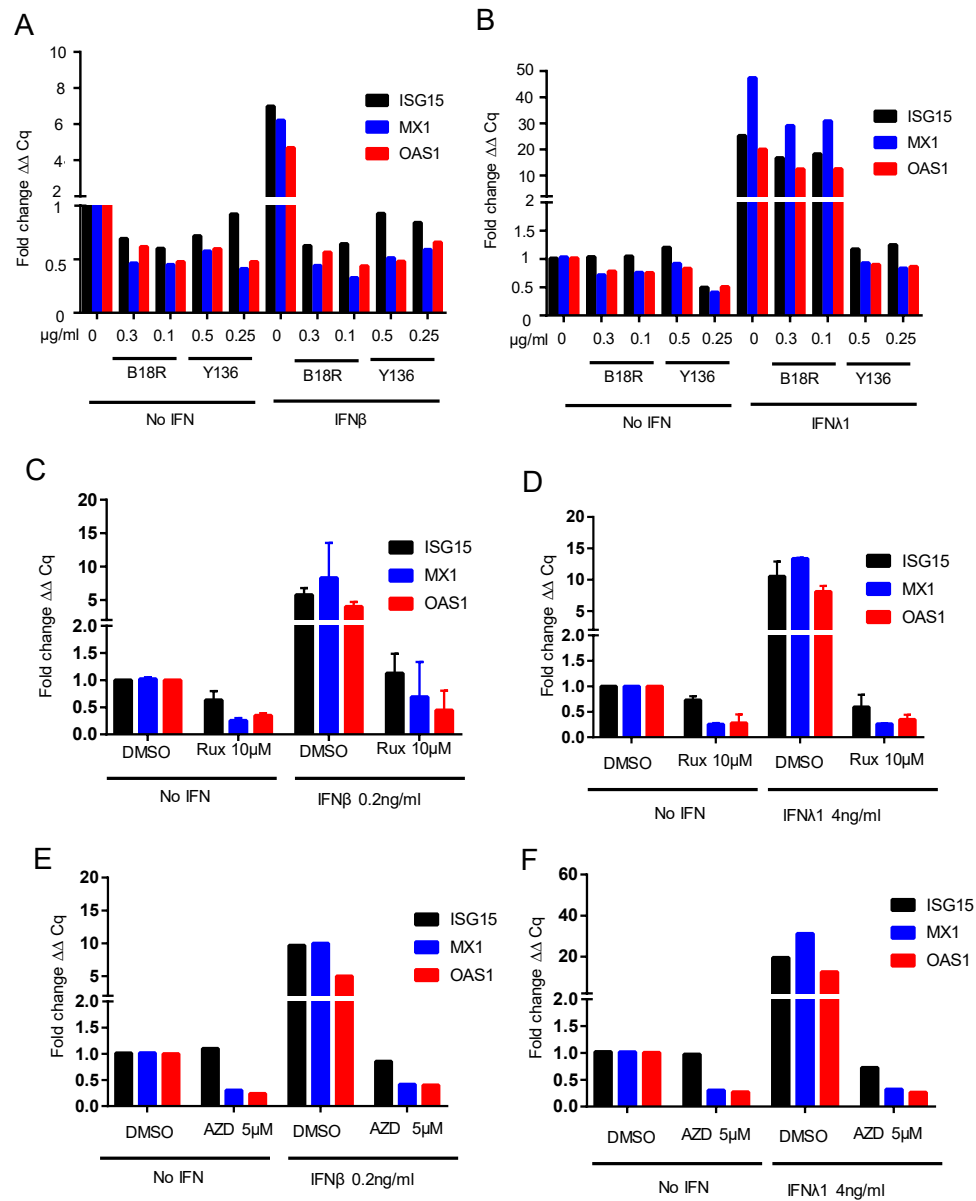 A
Fold change ΔΔ Cq
10
8
6
4
2
1
0.5
0
ISG15
MX1
OAS1
µg/ml
0 0.3 0.1 0.5 0.25 0 0.3 0.1 0.5 0.25
B18R Y136 B18R Y136
No IFN IFNβ
B
Fold change ΔΔ Cq
50
40
30
20
10
2
1.0
0.5
0
ISG15
MX1
OAS1
µg/ml
0 0.3 0.1 0.5 0.25 0 0.3 0.1 0.5 0.25
B18R Y136 B18R Y136
No IFN IFNλ1
C
Fold change ΔΔ Cq
20
15
10
5
2.0
1.5
1.0
0.5
0.0
ISG15
MX1
OAS1
DMSO Rux 10µM DMSO Rux 10µM
No IFN IFNβ 0.2ng/ml
D
Fold change ΔΔ Cq
20
15
10
5
2.0
1.5
1.0
0.5
0.0
ISG15
MX1
OAS1
DMSO Rux 10µM DMSO Rux 10µM
No IFN IFNλ1 4ng/ml
E
Fold change ΔΔ Cq
20
15
10
5
2.0
1.5
1.0
0.5
0.0
ISG15
MX1
OAS1
DMSO AZD 5µM DMSO AZD 5µM
No IFN IFNβ 0.2ng/ml
F
Fold change ΔΔ Cq
60
40
20
2.0
1.5
1.0
0.5
0.0
ISG15
MX1
OAS1
DMSO AZD 5µM DMSO AZD 5µM
No IFN IFNλ1 4ng/ml